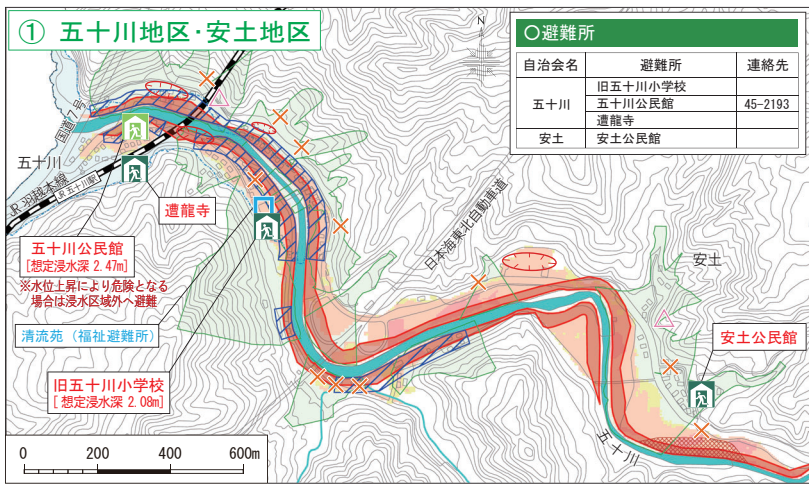 ① 五十川地区・安土地区
N
○避難所
自治会名 避難所 連絡先
五十川
旧五十川小学校
五十川公民館 45-2193
遭龍寺
安土 安土公民館
国道7号
五十川
JR 羽越本線
JR 五十川駅
遭龍寺
五十川公民館
[想定浸水深 2.47m]
※水位上昇により危険となる
場合は浸水区域外へ避難
清流苑（福祉避難所）
旧五十川小学校
[想定浸水深 2.08m]
日本海東北自動車道
安土
安土公民館
五十川
0 200 400 600m